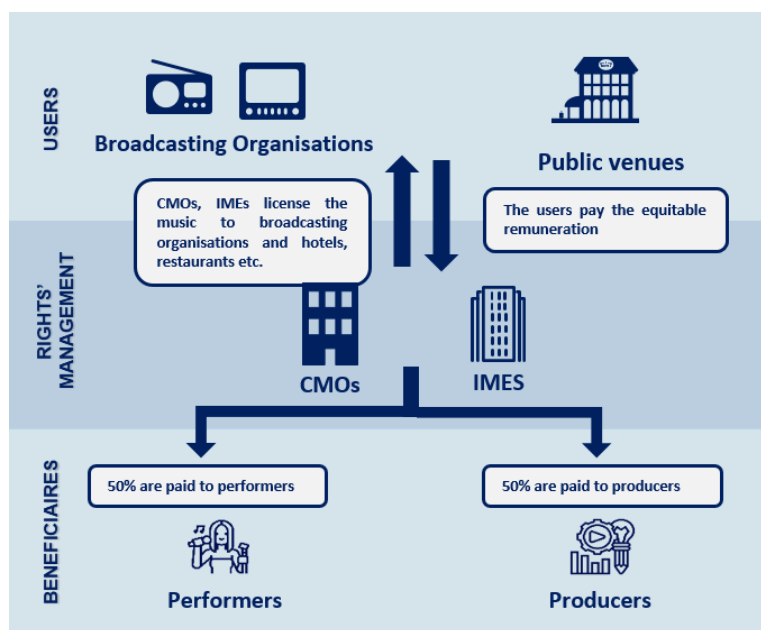 USERS
Broadcasting Organisations
Public venues
CMOs, IMEs license the
music to broadcasting
organisations and hotels,
restaurants etc.
The users pay the equitable
remuneration
RIGHTS'
MANAGEMENT
CMOs
IMES
BENEFICIAIRES
50% are paid to performers
50% are paid to producers
Performers
Producers